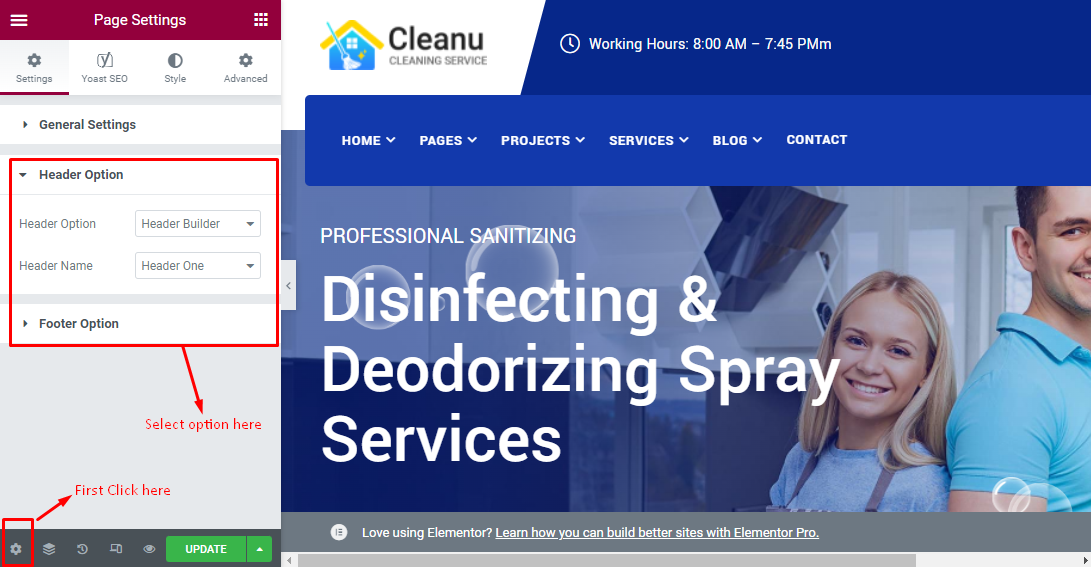 Page Settings
Settings
Yoast SEO
Style
Advanced
General Settings
Header Option
Header Option
Header Builder
Header Name
Header One
Footer Option
Select option here
First Click here
UPDATE
Cleanu
CLEANING SERVICE
Working Hours: 8:00 AM – 7:45 PMm
HOME
PAGES
PROJECTS
SERVICES
BLOG
CONTACT
PROFESSIONAL SANITIZING
Disinfecting &
Deodorizing Spray
Services
Love using Elementor? Learn how you can build better sites with Elementor Pro.